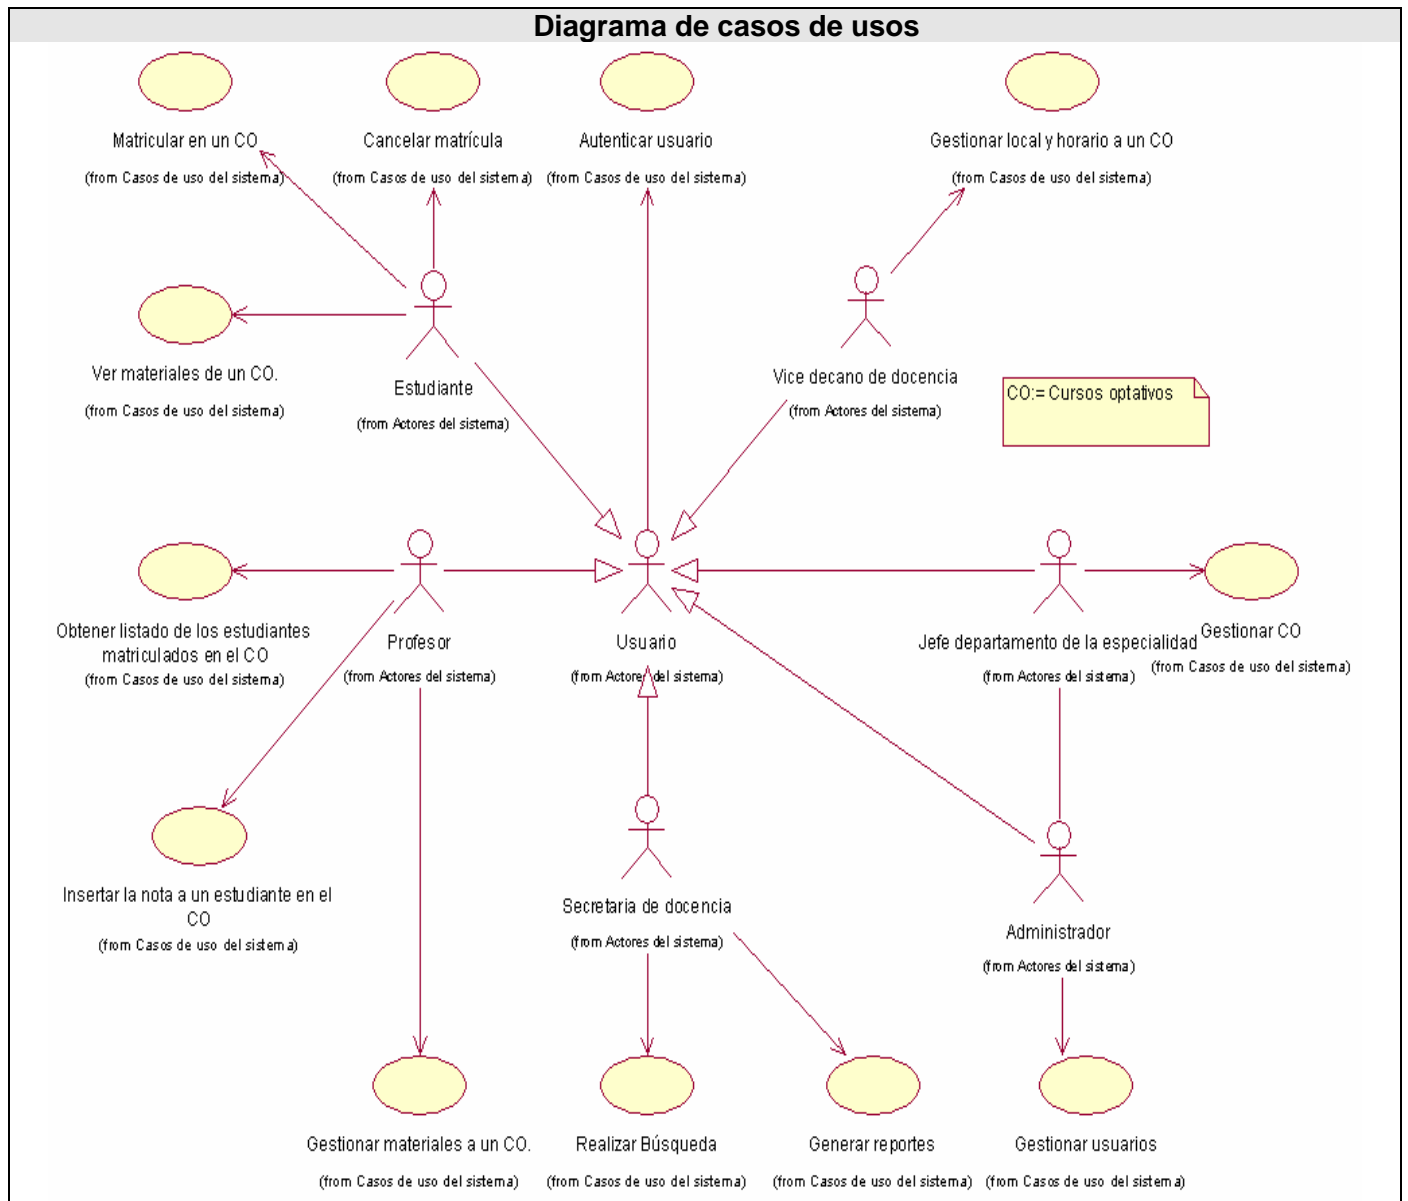 Diagrama de casos de usos
Matricular en un CO
(from Casos de uso del sistema)
Cancelar matrícula
(from Casos de uso del sistema)
Autenticar usuario
(from Casos de uso del sistema)
Gestionar local y horario a un CO
(from Casos de uso del sistema)
Ver materiales de un CO.
(from Casos de uso del sistema)
Estudiante
(from Actores del sistema)
Vice decano de docencia
(from Actores del sistema)
CO:= Cursos optativos
Obtener listado de los estudiantes
matriculados en el CO
(from Casos de uso del sistema)
Profesor
(from Actores del sistema)
Usuario
(from Actores del sistema)
Jefe departamento de la especialidad
(from Actores del sistema)
Gestionar CO
(from Casos de uso del sistema)
Insertar la nota a un estudiante en el
CO
(from Casos de uso del sistema)
Secretaria de docencia
(from Actores del sistema)
Administrador
(from Actores del sistema)
Gestionar materiales a un CO.
(from Casos de uso del sistema)
Realizar Búsqueda
(from Casos de uso del sistema)
Generar reportes
(from Casos de uso del sistema)
Gestionar usuarios
(from Casos de uso del sistema)